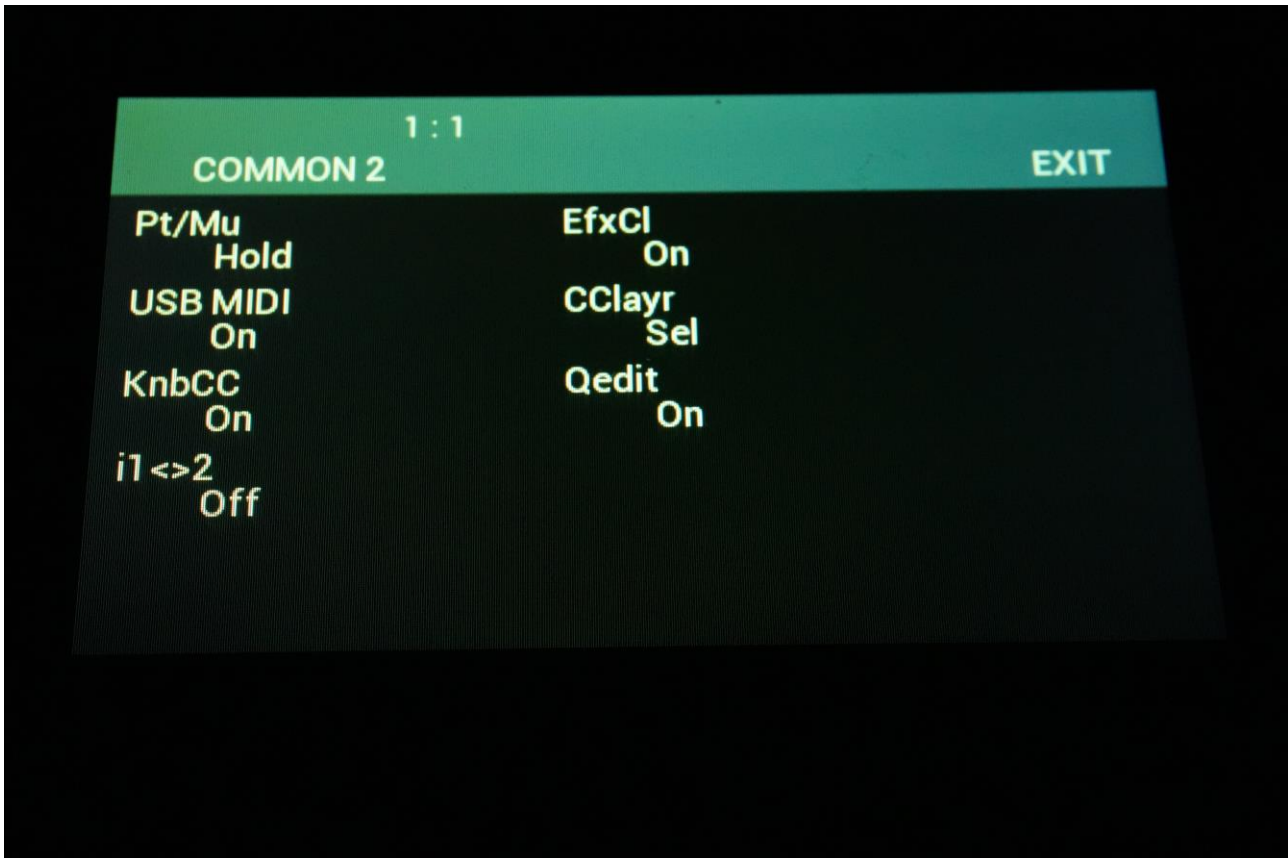 1 : 1
COMMON 2
EXIT
Pt/Mu
Hold
USB MIDI
On
KnbCC
On
i1<>2
Off
EfxCl
On
CClayr
Sel
Qedit
On